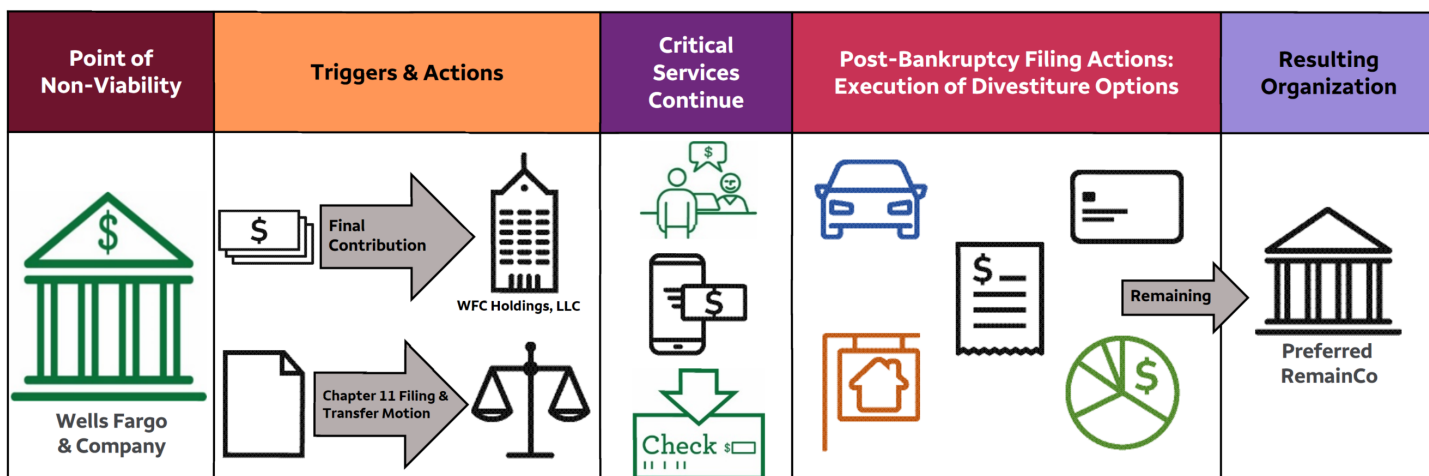 Point of
Non-Viability
Triggers & Actions
Critical
Services
Continue
Post-Bankruptcy Filing Actions:
Execution of Divestiture Options
Resulting
Organization
$
Wells Fargo
& Company
$
Final
Contribution
WFC Holdings, LLC
Chapter 11 Filing &
Transfer Motion
$
$
Check $
$
$
Remaining
Preferred
RemainCo